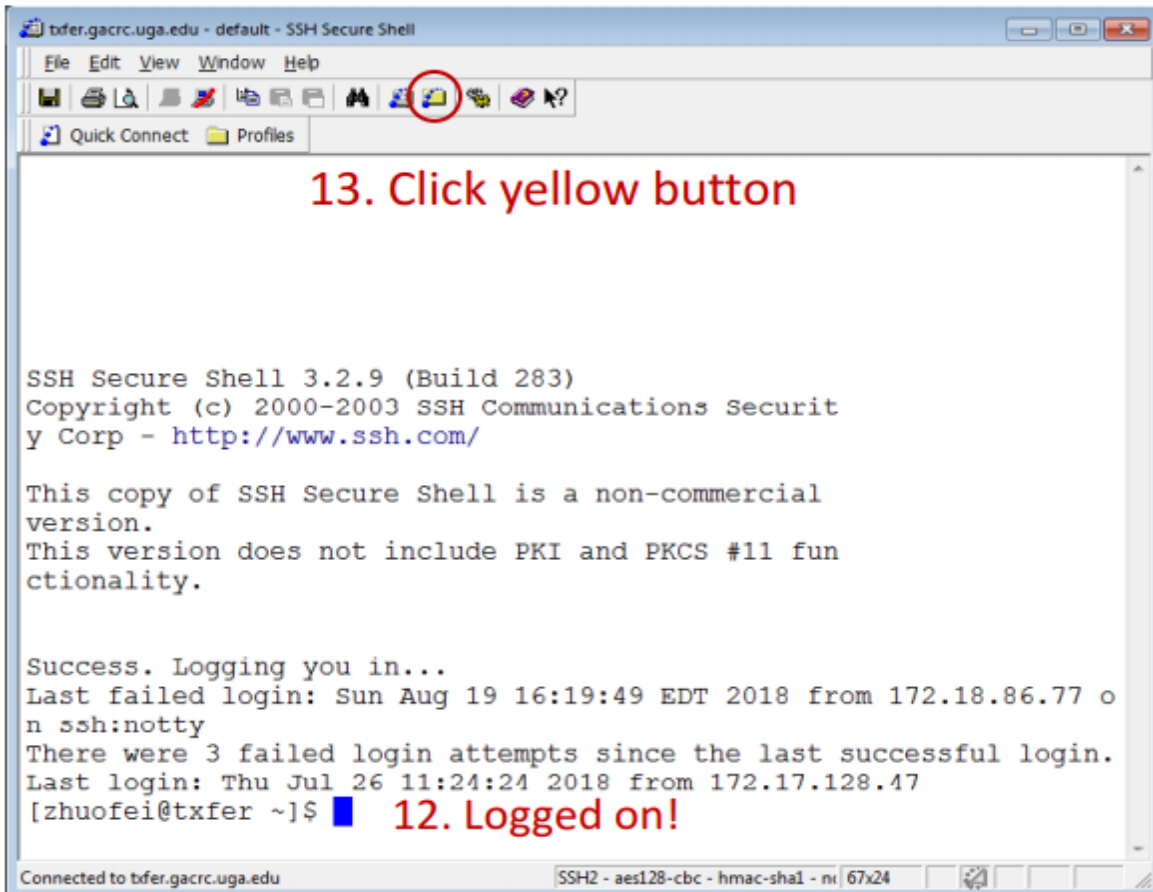 txfer.gacrc.uga.edu - default - SSH Secure Shell
File Edit View Window Help
Quick Connect Profiles
13. Click yellow button
SSH Secure Shell 3.2.9 (Build 283)
Copyright (c) 2000-2003 SSH Communications Securit
y Corp - http://www.ssh.com/
This copy of SSH Secure Shell is a non-commercial
version.
This version does not include PKI and PKCS #11 fun
ctionality.
Success. Logging you in...
Last failed login: Sun Aug 19 16:19:49 EDT 2018 from 172.18.86.77 o
n ssh:notty
There were 3 failed login attempts since the last successful login.
Last login: Thu Jul 26 11:24:24 2018 from 172.17.128.47
[zhuofei@txfer ~]$ 12. Logged on!
Connected to txfer.gacrc.uga.edu SSH2 - aes128-cbc - hmac-sha1 - 67x24